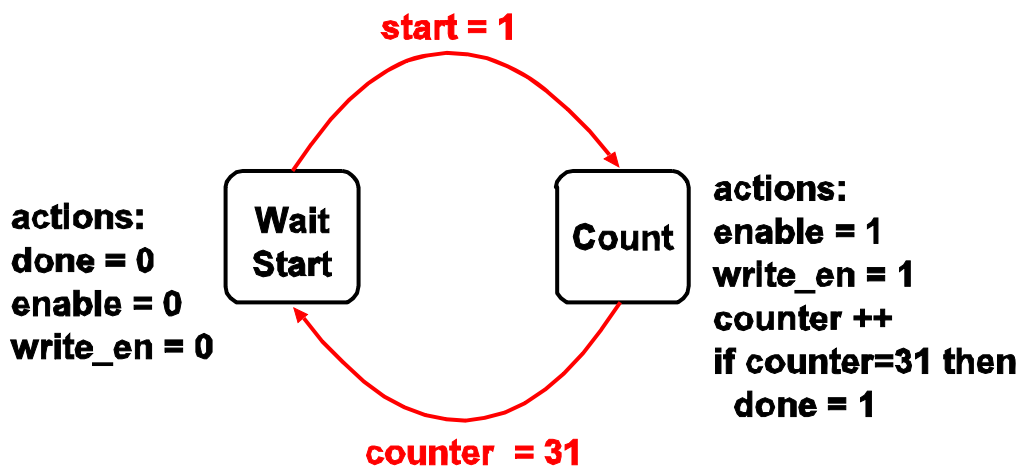 start = 1
actions:
done = 0
enable = 0
write_en = 0
Wait
Start
Count
actions:
enable = 1
write_en = 1
counter ++
if counter=31 then
done = 1
counter = 31